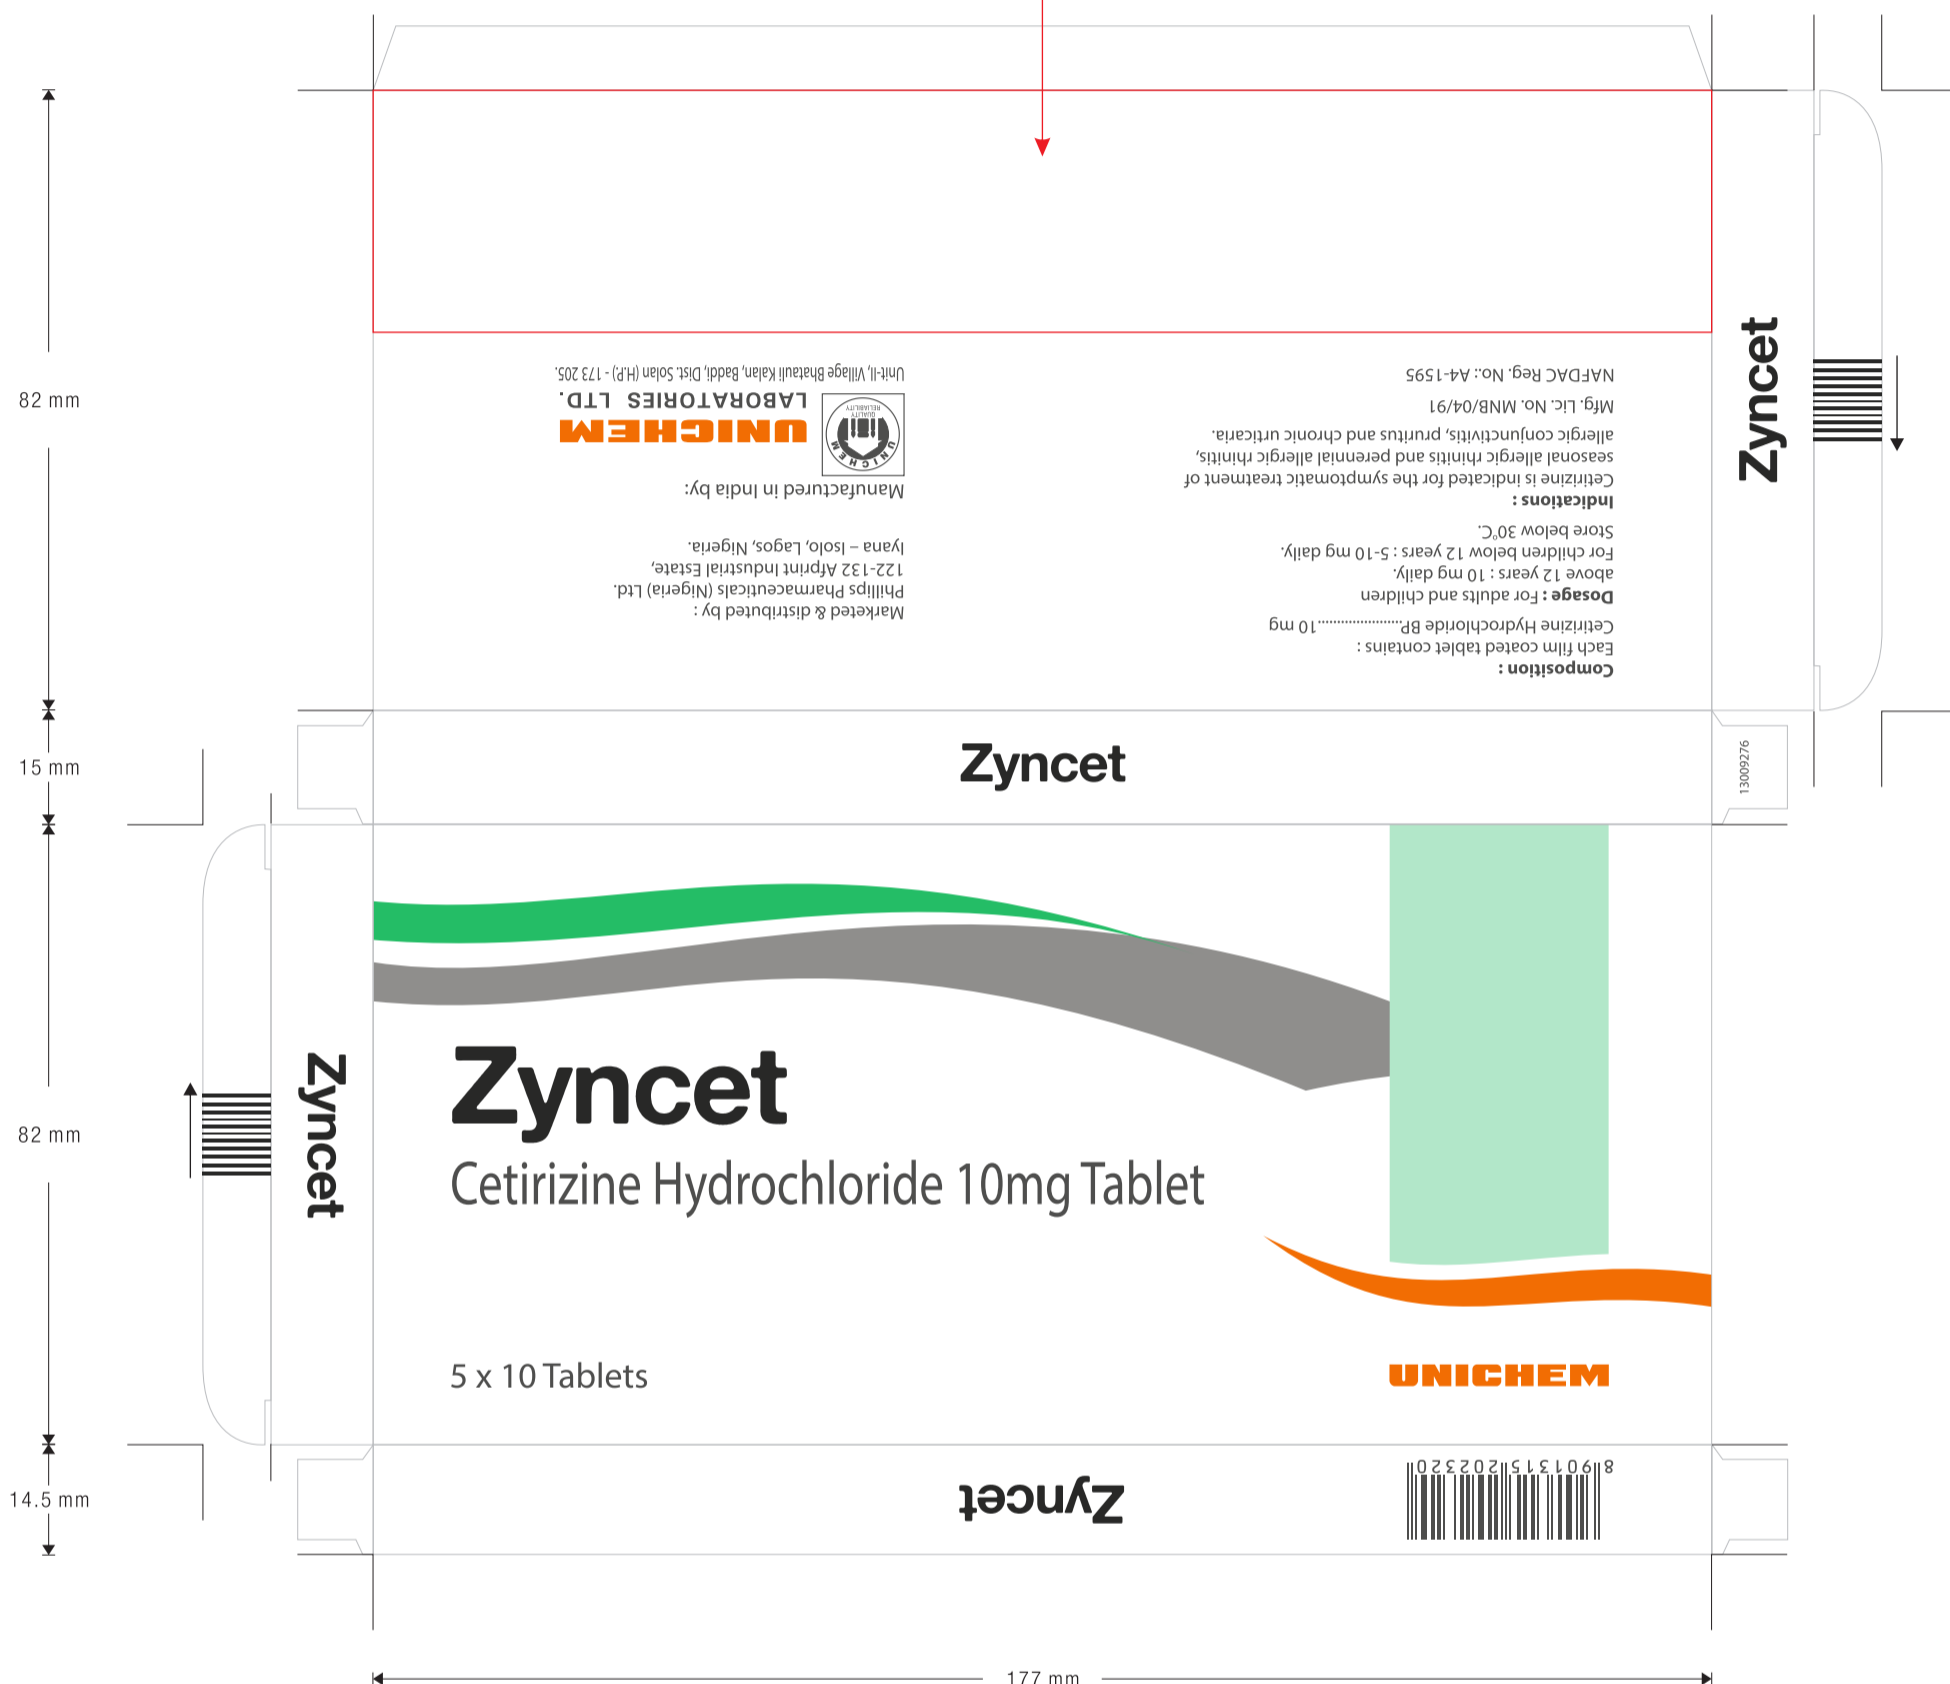 82 mm
Zyncet
Composition :
Each film coated tablet contains :
Cetirizine Hydrochloride BP.....................10 mg
Dosage : For adults and children
above 12 years : 10 mg daily.
For children below 12 years : 5-10 mg daily.
Store below 30°C.
Indications :
Cetirizine is indicated for the symptomatic treatment of
seasonal allergic rhinitis and perennial allergic rhinitis,
allergic conjunctivitis, pruritus and chronic urticaria.
Mfg. Lic. No. MNB/04/91
NAFDAC Reg. No.: A4-1595
Marketed & distributed by :
Phillips Pharmaceuticals (Nigeria) Ltd.
122-132 Afprint Industrial Estate,
Iyana – Isolo, Lagos, Nigeria.
Manufactured in India by:
UNICHEM
QUALITY
RELIABILITY
UNICHEM
LABORATORIES LTD.
Unit-II, Village Bhatauli Kalan, Baddi, Dist. Solan (H.P.) - 173 205.
15 mm
Zyncet
13009276
82 mm
Zyncet
Zyncet
Cetirizine Hydrochloride 10mg Tablet
5 x 10 Tablets
UNICHEM
14.5 mm
Zyncet
8 901315 202320
177 mm